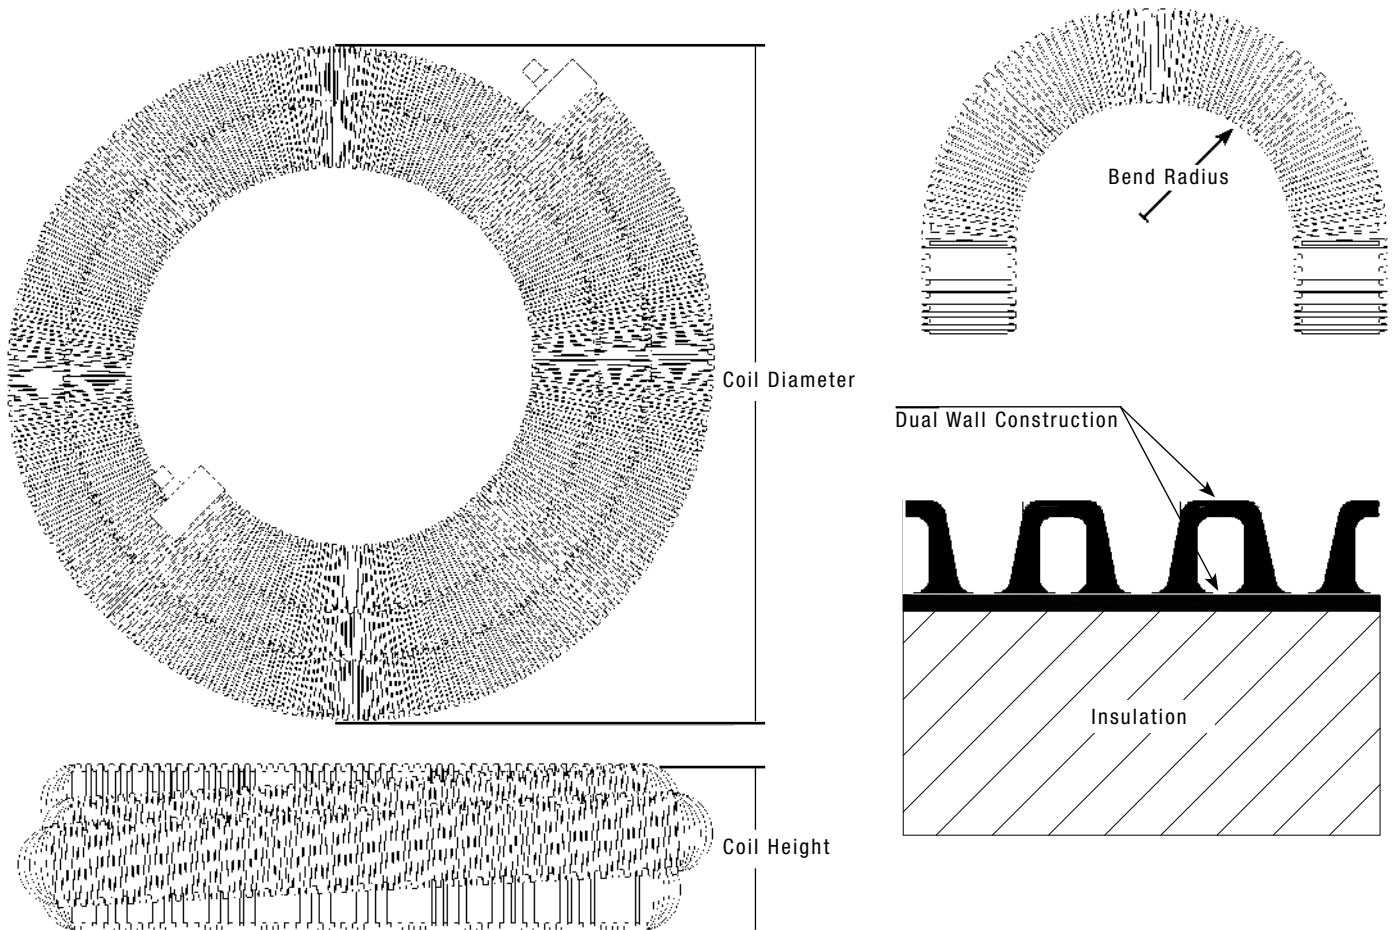 Bend Radius
Coil Diameter
Dual Wall Construction
Insulation
Coil Height